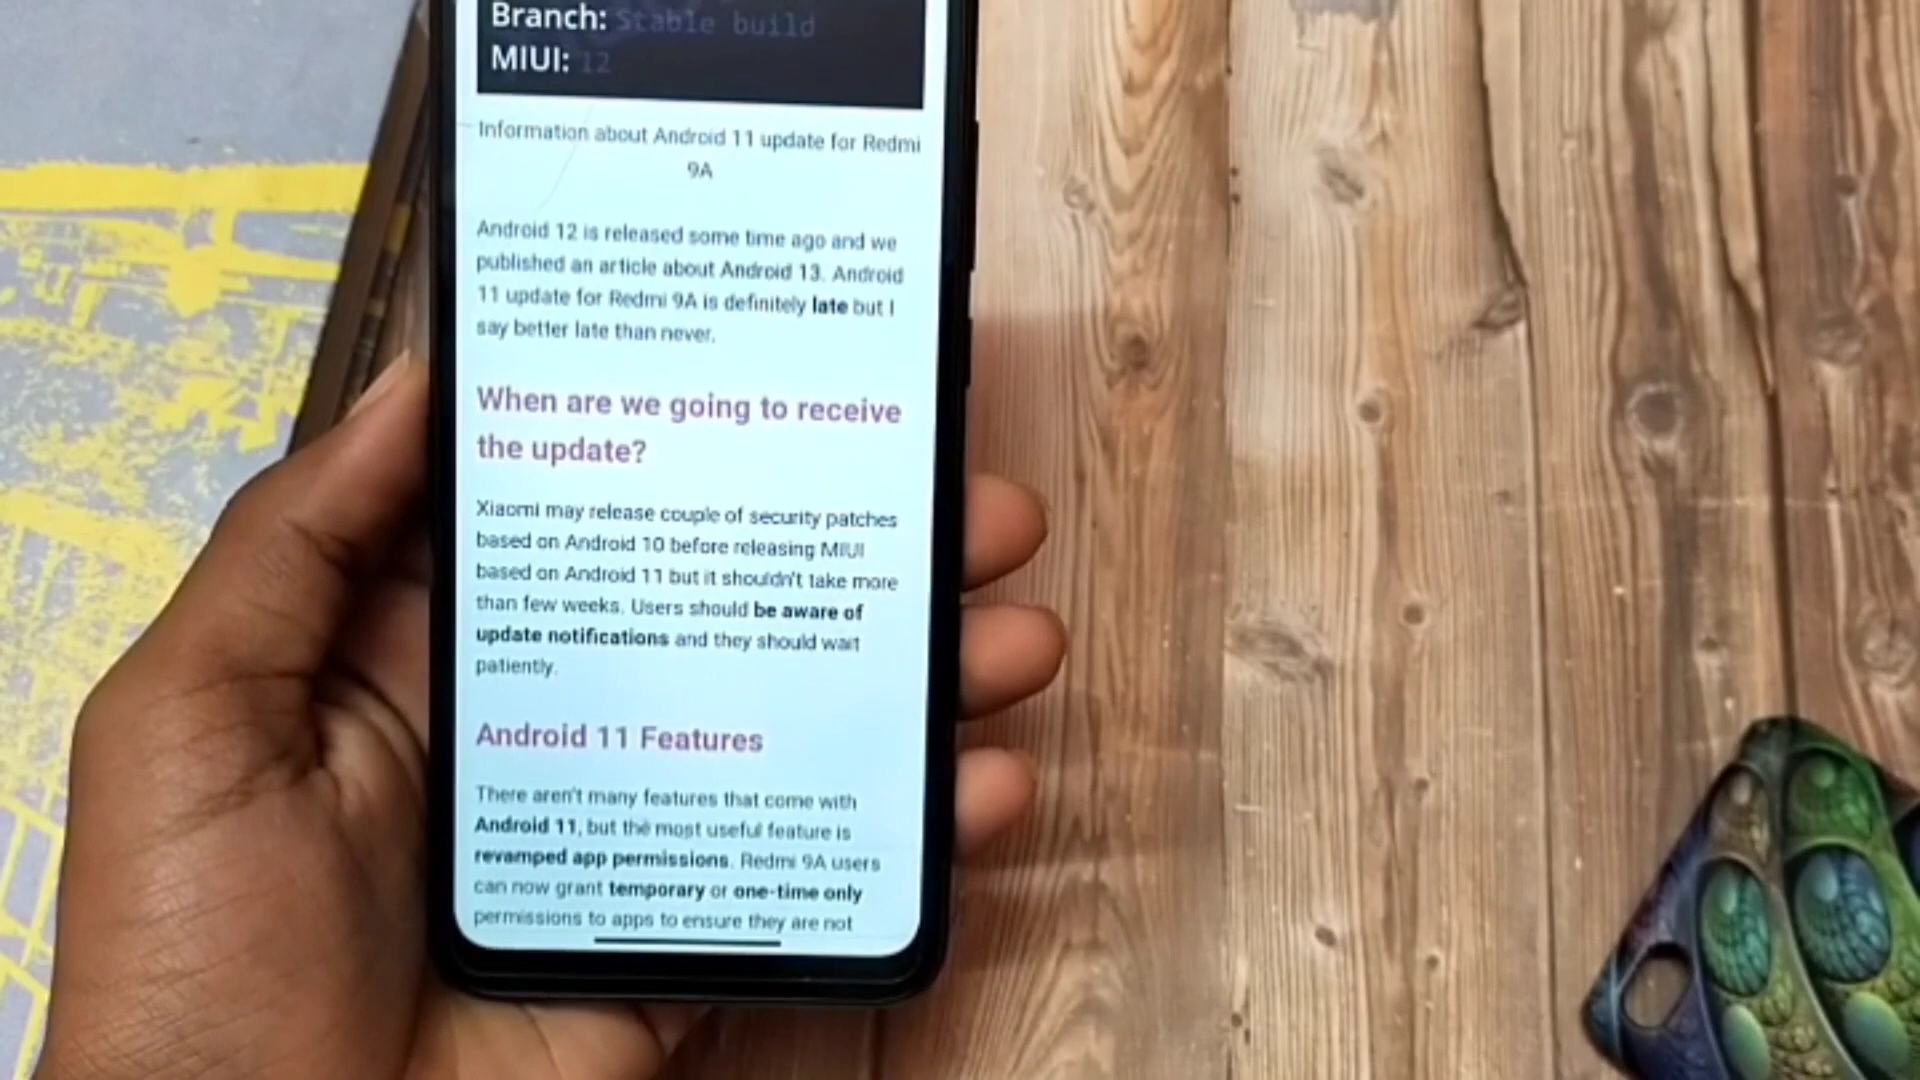 Branch: Stable build
MIUI: 12
Information about Android 11 update for Redmi
9A
Android 12 is released some time ago and we
published an article about Android 13. Android
11 update for Redmi 9A is definitely late but I
say better late than never.
When are we going to receive
the update?
Xiaomi may release couple of security patches
based on Android 10 before releasing MIUI
based on Android 11 but it shouldn't take more
than few weeks. Users should be aware of
update notifications and they should wait
patiently.
Android 11 Features
There aren't many features that come with
Android 11, but the most useful feature is
revamped app permissions. Redmi 9A users
can now grant temporary or one-time only
permissions to apps to ensure they are not